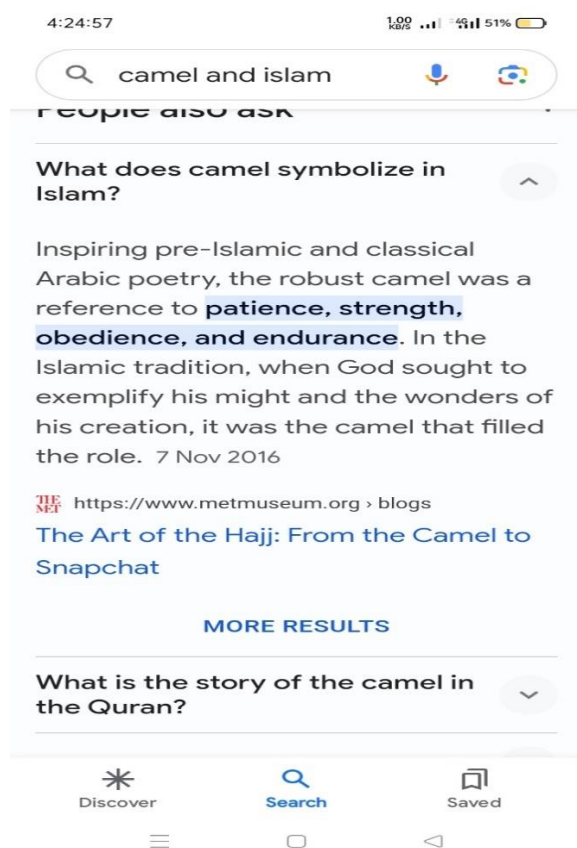 4:24:57
1.00 KB/S 4G 51%
camel and islam
People also ask
What does camel symbolize in
Islam?
Inspiring pre-Islamic and classical
Arabic poetry, the robust camel was a
reference to patience, strength,
obedience, and endurance. In the
Islamic tradition, when God sought to
exemplify his might and the wonders of
his creation, it was the camel that filled
the role. 7 Nov 2016
THE MET https://www.metmuseum.org › blogs
The Art of the Hajj: From the Camel to
Snapchat
MORE RESULTS
What is the story of the camel in
the Quran?
Discover Search Saved